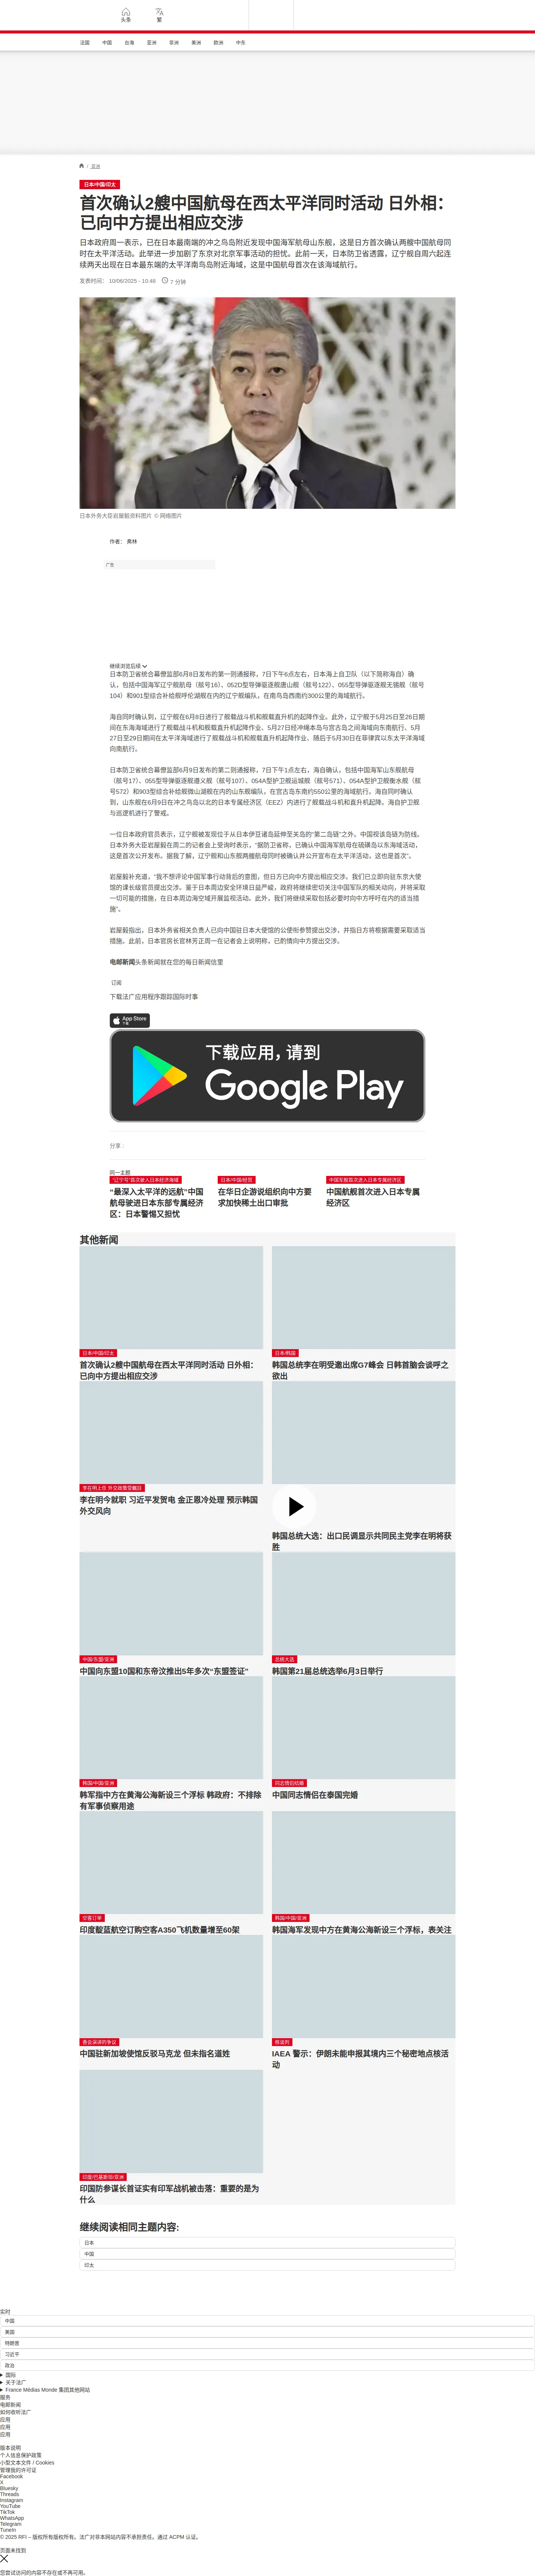 头条
繁
法国
中国
台海
亚洲
非洲
美洲
欧洲
中东
/ 亚洲
日本/中国/印太
首次确认2艘中国航母在西太平洋同时活动 日外相：
已向中方提出相应交涉
日本政府周一表示，已在日本最南端的冲之鸟岛附近发现中国海军航母山东舰，这是日方首次确认两艘中国航母同
时在太平洋活动。此举进一步加剧了东京对北京军事活动的担忧。此前一天，日本防卫省透露，辽宁舰自周六起连
续两天出现在日本最东端的太平洋南鸟岛附近海域，这是中国航母首次在该海域航行。
发表时间： 10/06/2025 - 10:46 7 分钟
日本外务大臣岩屋毅资料图片 © 网络图片
作者： 弗林
广告
继续浏览后续
日本防卫省统合幕僚监部6月8日发布的第一则通报称，7日下午6点左右，日本海上自卫队（以下简称海自）确
认，包括中国海军辽宁舰航母（舷号16）、052D型导弹驱逐舰唐山舰（舷号122）、055型导弹驱逐舰无锡舰（舷号
104）和901型综合补给舰呼伦湖舰在内的辽宁舰编队，在南鸟岛西南约300公里的海域航行。
海自同时确认到，辽宁舰在6月8日进行了舰载战斗机和舰载直升机的起降作业。此外，辽宁舰于5月25日至26日期
间在东海海域进行了舰载战斗机和舰载直升机起降作业、5月27日经冲绳本岛与宫古岛之间海域向东南航行、5月
27日至29日期间在太平洋海域进行了舰载战斗机和舰载直升机起降作业、随后于5月30日在菲律宾以东太平洋海域
向南航行。
日本防卫省统合幕僚监部6月9日发布的第二则通报称，7日下午1点左右，海自确认，包括中国海军山东舰航母
（舷号17）、055型导弹驱逐舰遵义舰（舷号107）、054A型护卫舰运城舰（舷号571）、054A型护卫舰衡水舰（舷
号572）和903型综合补给舰微山湖舰在内的山东舰编队，在宫古岛东南约550公里的海域航行。海自同时确认
到，山东舰在6月9日在冲之鸟岛以北的日本专属经济区（EEZ）内进行了舰载战斗机和直升机起降，海自护卫舰
与巡逻机进行了警戒。
一位日本政府官员表示，辽宁舰被发现位于从日本伊豆诸岛延伸至关岛的“第二岛链”之外。中国视该岛链为防线。
日本外务大臣岩屋毅在周二的记者会上受询时表示，“据防卫省称，已确认中国海军航母在硫磺岛以东海域活动，
这是首次公开发布。据我了解，辽宁舰和山东舰两艘航母同时被确认并公开宣布在太平洋活动，这也是首次”。
岩屋毅补充道，“我不想评论中国军事行动背后的意图，但日方已向中方提出相应交涉，我们已立即向驻东京大使
馆的课长级官员提出交涉。鉴于日本周边安全环境日益严峻，政府将继续密切关注中国军队的相关动向，并将采取
一切可能的措施，在日本周边海空域开展监视活动。此外，我们将继续采取包括必要时向中方呼吁在内的适当措
施”。
岩屋毅指出，日本外务省相关负责人已向中国驻日本大使馆的公使衔参赞提出交涉，并指日方将根据需要采取适当
措施。此前，日本官房长官林芳正周一在记者会上说明称，已酌情向中方提出交涉。
电邮新闻头条新闻就在您的每日新闻信里
订阅
下载法广应用程序跟踪国际时事
App Store
下载应用，请到
Google Play
分享 :
同一主题
“辽宁号”首次驶入日本经济海域
“最深入太平洋的远航”中国
航母驶进日本东部专属经济
区：日本警惕又担忧
日本/中国/经贸
在华日企游说组织向中方要
求加快稀土出口审批
中国军舰首次进入日本专属经济区
中国航舰首次进入日本专属
经济区
其他新闻
日本/中国/印太
首次确认2艘中国航母在西太平洋同时活动 日外相：
已向中方提出相应交涉
日本/韩国
韩国总统李在明受邀出席G7峰会 日韩首脑会谈呼之
欲出
李在明上任 外交政策受瞩目
李在明今就职 习近平发贺电 金正恩冷处理 预示韩国
外交风向
韩国总统大选：出口民调显示共同民主党李在明将获
胜
中国/东盟/亚洲
中国向东盟10国和东帝汶推出5年多次“东盟签证”
总统大选
韩国第21届总统选举6月3日举行
韩国/中国/亚洲
韩军指中方在黄海公海新设三个浮标 韩政府：不排除
有军事侦察用途
同志情侣结婚
中国同志情侣在泰国完婚
空客订单
印度靛蓝航空订购空客A350飞机数量增至60架
韩国/中国/亚洲
韩国海军发现中方在黄海公海新设三个浮标，表关注
香会演讲的争议
中国驻新加坡使馆反驳马克龙 但未指名道姓
核谈判
IAEA 警示：伊朗未能申报其境内三个秘密地点核活
动
印度/巴基斯坦/亚洲
印国防参谋长首证实有印军战机被击落：重要的是为
什么
继续阅读相同主题内容:
日本
中国
印太
实时
中国
美国
特朗普
习近平
政治
国际
关于法广
France Médias Monde 集团其他网站
服务
电邮新闻
如何收听法广
应用
应用
应用
版本说明
个人信息保护政策
小型文本文件 / Cookies
管理我的许可证
Facebook
X
Bluesky
Threads
Instagram
YouTube
TikTok
WhatsApp
Telegram
TuneIn
© 2025 RFI – 版权所有版权所有。法广对非本网站内容不承担责任。通过 ACPM 认证。
页面未找到
您尝试访问的内容不存在或不再可用。